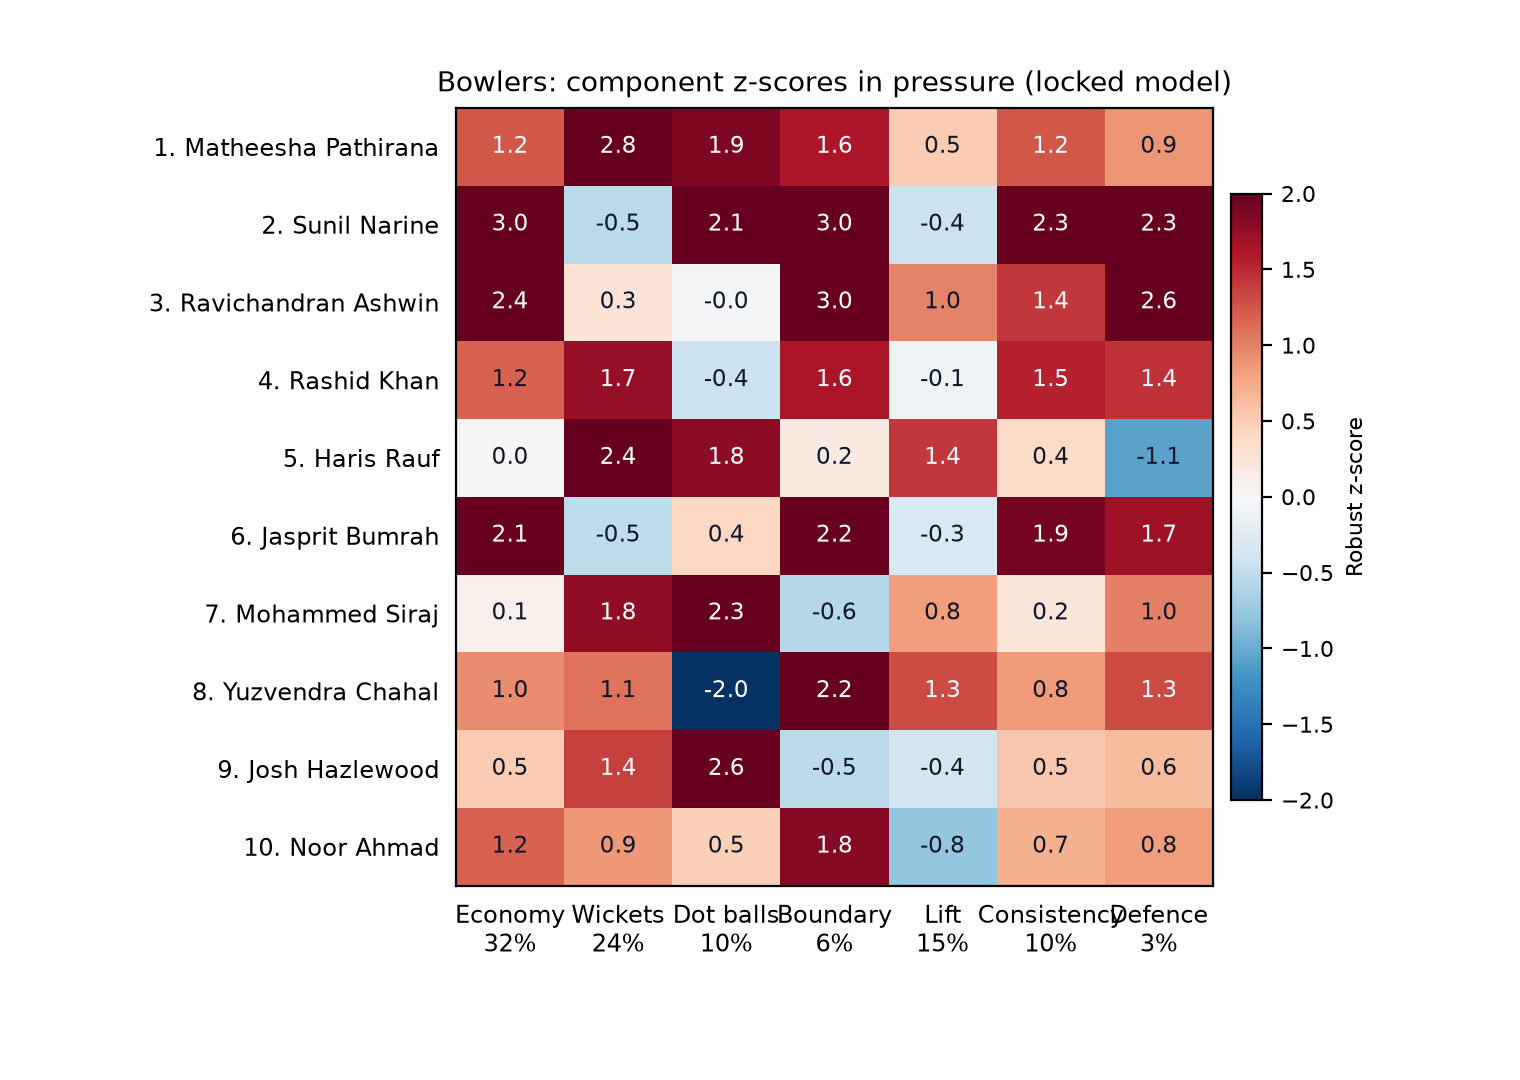 Bowlers: component z-scores in pressure (locked model)
1. Matheesha Pathirana 1.2 2.8 1.9 1.6 0.5 1.2 0.9
2. Sunil Narine 3.0 -0.5 2.1 3.0 -0.4 2.3 2.3
3. Ravichandran Ashwin 2.4 0.3 -0.0 3.0 1.0 1.4 2.6
4. Rashid Khan 1.2 1.7 -0.4 1.6 -0.1 1.5 1.4
5. Haris Rauf 0.0 2.4 1.8 0.2 1.4 0.4 -1.1
6. Jasprit Bumrah 2.1 -0.5 0.4 2.2 -0.3 1.9 1.7
7. Mohammed Siraj 0.1 1.8 2.3 -0.6 0.8 0.2 1.0
8. Yuzvendra Chahal 1.0 1.1 -2.0 2.2 1.3 0.8 1.3
9. Josh Hazlewood 0.5 1.4 2.6 -0.5 -0.4 0.5 0.6
10. Noor Ahmad 1.2 0.9 0.5 1.8 -0.8 0.7 0.8
Economy Wickets Dot balls Boundary Lift Consistency Defence
32% 24% 10% 6% 15% 10% 3%
2.0
1.5
1.0
0.5
0.0
−0.5
−1.0
−1.5
−2.0
Robust z-score